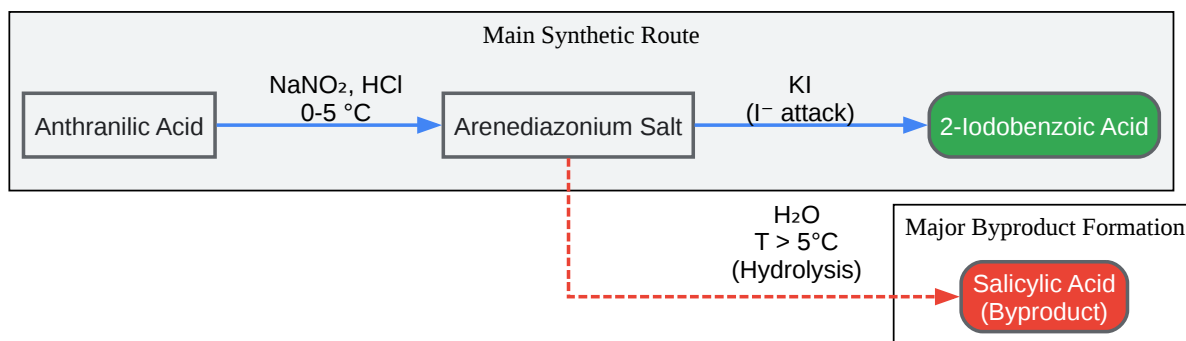 Main Synthetic Route
Anthranilic Acid
NaNO₂, HCl
0-5 °C
Arenediazonium Salt
KI
(I⁻ attack)
2-Iodobenzoic Acid
H₂O
T > 5°C
(Hydrolysis)
Major Byproduct Formation
Salicylic Acid
(Byproduct)